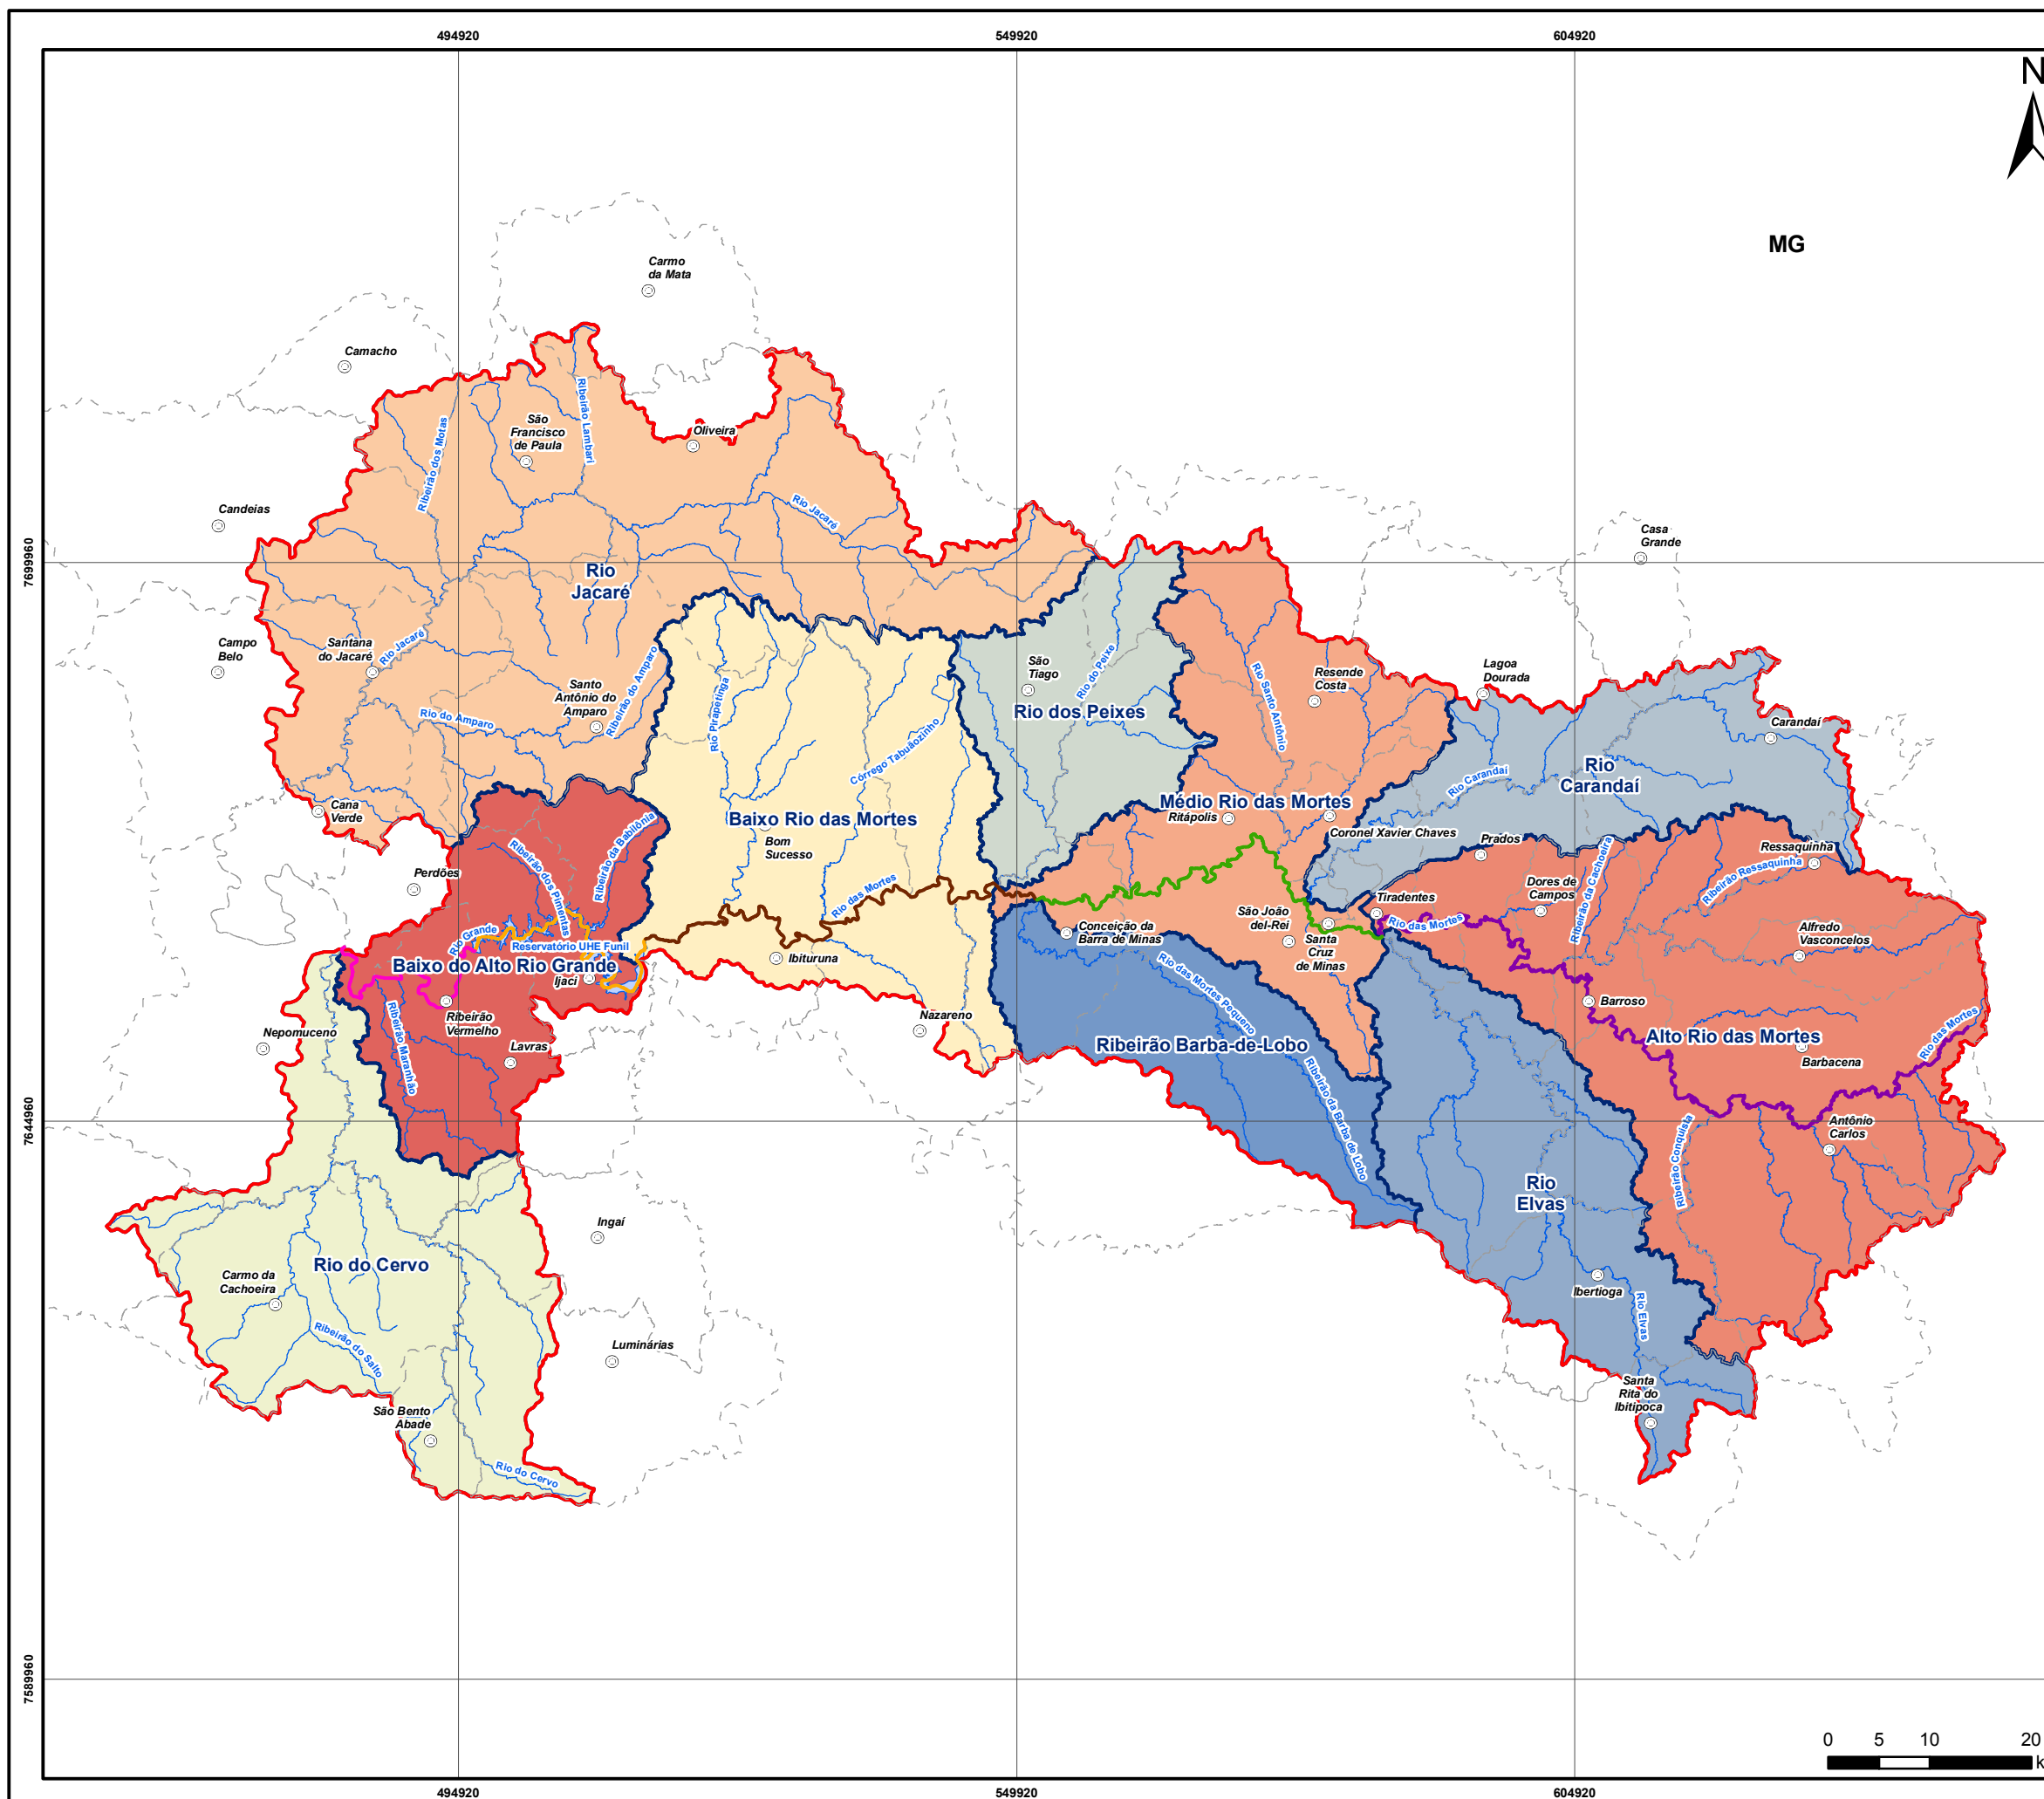 494920
549920
604920
N
MG
Carmo
da Mata
Camacho
Ribeirão Lambari
São
Francisco
de Paula
Ribeirão dos Motas
Oliveira
Rio Jacaré
Candeias
Casa
Grande
7699960
Rio
Jacaré
Campo
Belo
Santana
do Jacaré
Rio Jacaré
Santo
Antônio do
Amparo
Ribeirão do Amparo
Rio do Amparo
Rio Pirapetinga
Córrego Tabuãozinho
São
Tiago
Rio do Peixe
Rio dos Peixes
Rio Santo Antônio
Resende
Costa
Lagoa
Dourada
Carandaí
Rio
Carandaí
Rio Carandaí
Cana
Verde
Baixo Rio das Mortes
Bom
Sucesso
Médio Rio das Mortes
Ritápolis
Coronel Xavier Chaves
Prados
Ressaquinha
Ribeirão Ressaquinha
Ribeirão da Cachoeira
Perdões
Ribeirão dos Pimentas
Ribeirão da Babilônia
Rio das Mortes
Dores de
Campos
Tiradentes
Rio das Mortes
São João
del-Rei
Santa
Cruz
de Minas
Conceição da
Barra de Minas
Alfredo
Vasconcelos
Rio Grande
Reservatório UHE Funil
Baixo do Alto Rio Grande
Ijaci
Ibituruna
Rio das Mortes Pequeno
Ribeirão
Vermelho
Ribeirão Maranhão
Lavras
Nepomuceno
Nazareno
Barroso
Alto Rio das Mortes
Barbacena
Rio das Mortes
Ribeirão Barba-de-Lobo
Ribeirão da Barba de Lobo
7644960
Antônio
Carlos
Ribeirão Conquista
Rio
Elvas
Ingaí
Rio do Cervo
Carmo da
Cachoeira
Ibertioga
Rio Elvas
Ribeirão do Salto
Luminárias
Santa
Rita do
Ibitipoca
São Bento
Abade
Rio do Cervo
7589960
0 5 10 20
494920
549920
604920